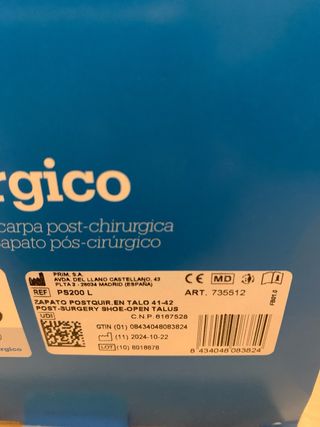 rgico
carpa post-chirurgica
apato pós-cirúrgico
PRIM, S.A.
AVDA. DEL LLANO CASTELLANO, 43
PLTA 3 - 28034 MADRID (ESPAÑA)
CE MD
REF PS200 L
ART. 735512
ZAPATO POSTQUIR.EN TALO 41-42
POST-SURGERY SHOE-OPEN TALUS
UDI
C.N.P. 6167528
GTIN (01) 08434048083824
(11) 2024-10-22
LOT (10) 8018878
8 434048 083824
rgico